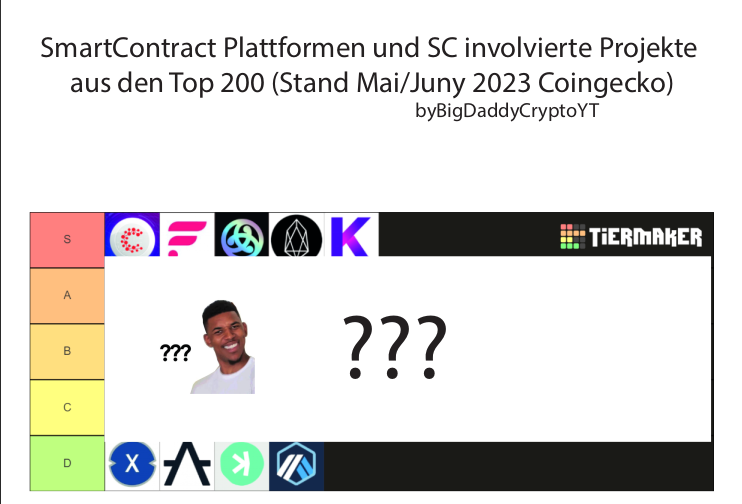 SmartContract Plattformen und SC involvierte Projekte
aus den Top 200 (Stand Mai/Juny 2023 Coingecko)
byBigDaddyCryptoYT
S
TiERMAKER
A
B
???
???
C
D
X